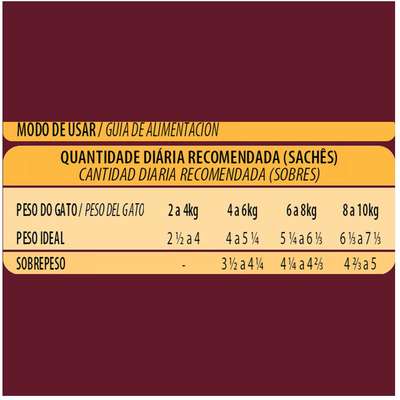 MODO DE USAR / GUIA DE ALIMENTACIÓN
QUANTIDADE DIÁRIA RECOMENDADA (SACHÊS)
CANTIDAD DIARIA RECOMENDADA (SOBRES)
PESO DO GATO / PESO DEL GATO 2 a 4kg 4 a 6kg 6 a 8kg 8 a 10kg
PESO IDEAL 2 ½ a 4 4 a 5 ¼ 5 ¼ a 6 ⅓ 6 ⅓ a 7 ⅓
SOBREPESO - 3 ½ a 4 ¼ 4 ¼ a 4 ⅔ 4 ⅔ a 5